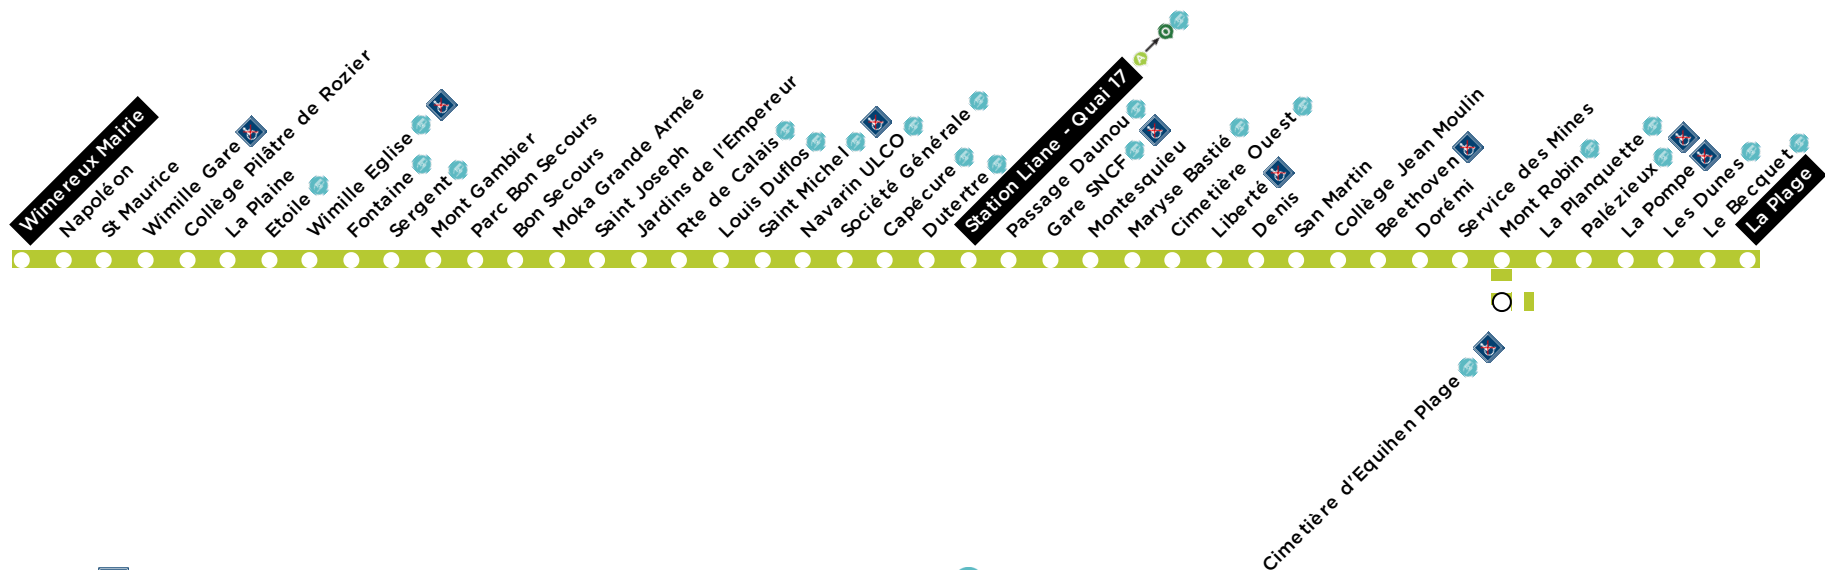 Wimereux Mairie
Napoléon
St Maurice
Wimille Gare
Collège Pilâtre de Rozier
La Plaine
Etoile
Wimille Eglise
Fontaine
Sergent
Mont Gambier
Parc Bon Secours
Bon Secours
Moka Grande Armée
Saint Joseph
Jardins de l'Empereur
Rte de Calais
Louis Duflos
Saint Michel
Navarin ULCO
Société Générale
Capécure
Dutertre
Station Liane - Quai 17
A
Passage Daunou
Gare SNCF
Montesquieu
Maryse Bastié
Cimetière Ouest
Liberté
Denis
San Martin
Collège Jean Moulin
Beethoven
Dorémi
Service des Mines
Mont Robin
La Planquette
Palézieux
La Pompe
Les Dunes
Le Becquet
La Plage
Cimetière d'Equihen Plage